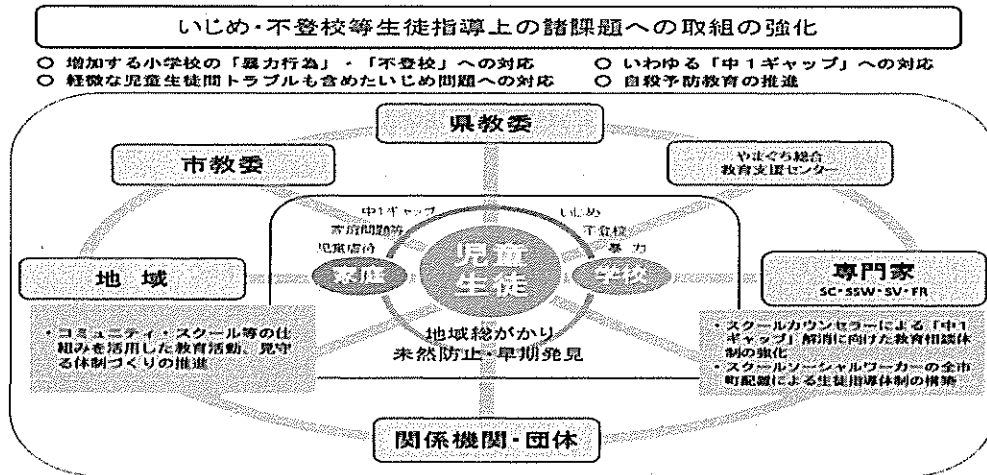 いじめ・不登校等生徒指導上の諸課題への取組の強化
○ 増加する小学校の「暴力行為」・「不登校」への対応
○ いわゆる「中1ギャップ」への対応
○ 軽微な児童生徒間トラブルも含めたいじめ問題への対応
○ 自殺予防教育の推進
県教委
市教委
やまぐち総合
教育支援センター
中1ギャップ
家庭問題等
児童虐待
いじめ
不登校
暴力
児童
生徒
家庭
学校
地域
専門家
SC・SSW・SV・FR
地域総がかり
未然防止・早期発見
・コミュニティ・スクール等の仕
組みを活用した教育活動、見守
る体制づくりの推進
・スクールカウンセラーによる「中1
ギャップ」解消に向けた教育相談体
制の強化
・スクールソーシャルワーカーの全市
町配置による生徒指導体制の構築
関係機関・団体